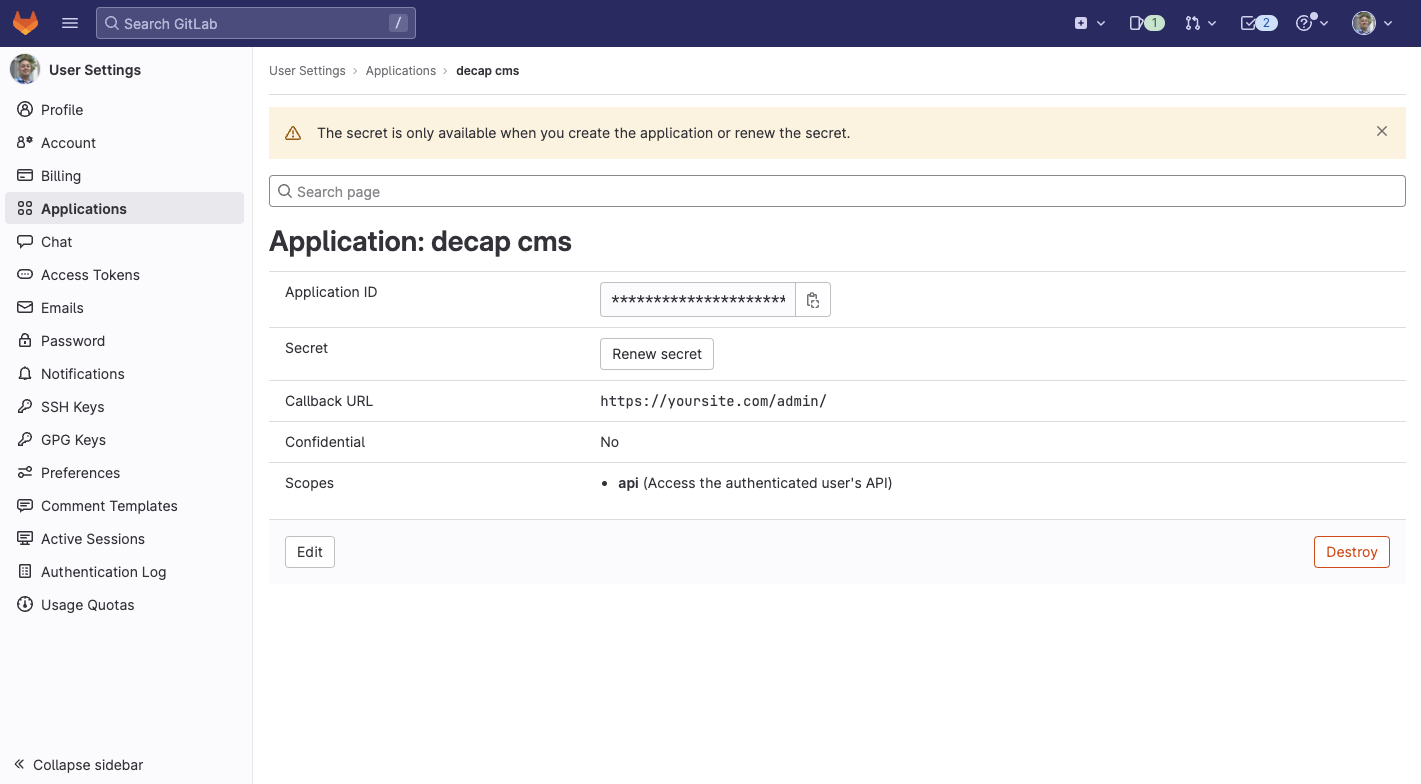 Search GitLab /
1
2
User Settings
Profile
Account
Billing
Applications
Chat
Access Tokens
Emails
Password
Notifications
SSH Keys
GPG Keys
Preferences
Comment Templates
Active Sessions
Authentication Log
Usage Quotas
Collapse sidebar
User Settings › Applications › decap cms
The secret is only available when you create the application or renew the secret.
Search page
Application: decap cms
Application ID *********************
Secret Renew secret
Callback URL https://yoursite.com/admin/
Confidential No
Scopes • api (Access the authenticated user's API)
Edit Destroy